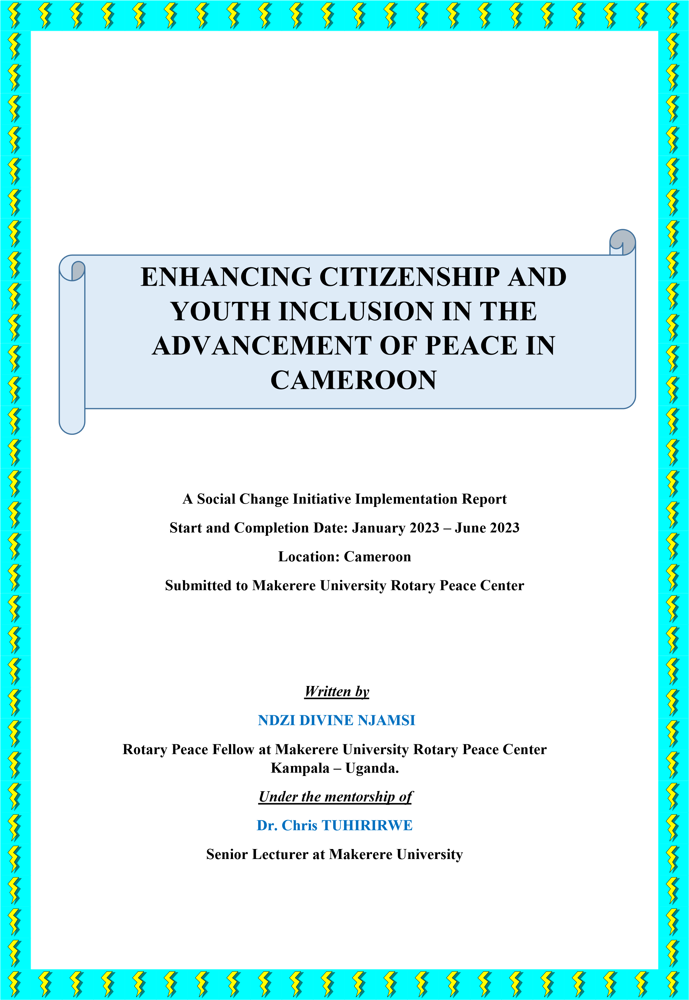 ENHANCING CITIZENSHIP AND
YOUTH INCLUSION IN THE
ADVANCEMENT OF PEACE IN
CAMEROON
A Social Change Initiative Implementation Report
Start and Completion Date: January 2023 – June 2023
Location: Cameroon
Submitted to Makerere University Rotary Peace Center
Written by
NDZI DIVINE NJAMSI
Rotary Peace Fellow at Makerere University Rotary Peace Center
Kampala – Uganda.
Under the mentorship of
Dr. Chris TUHIRIRWE
Senior Lecturer at Makerere University